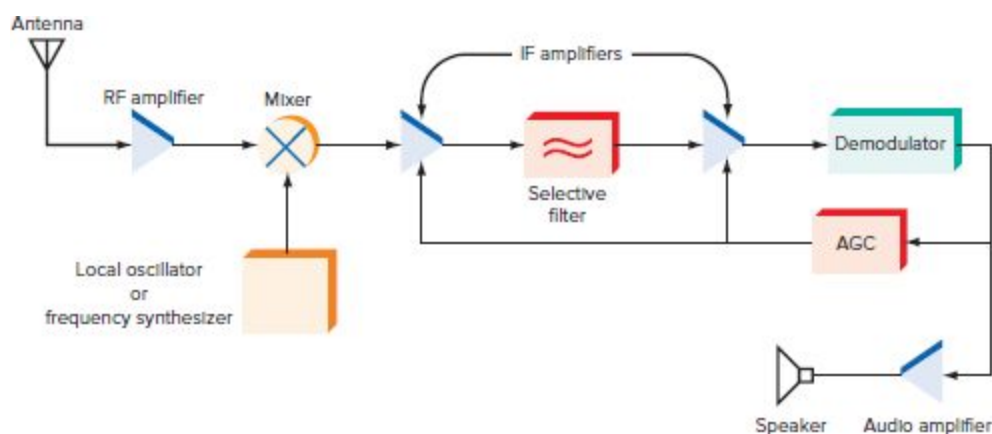 Antenna
RF amplifier
Mixer
IF amplifiers
Demodulator
Selective
filter
AGC
Local oscillator
or
frequency synthesizer
Speaker
Audio amplifier